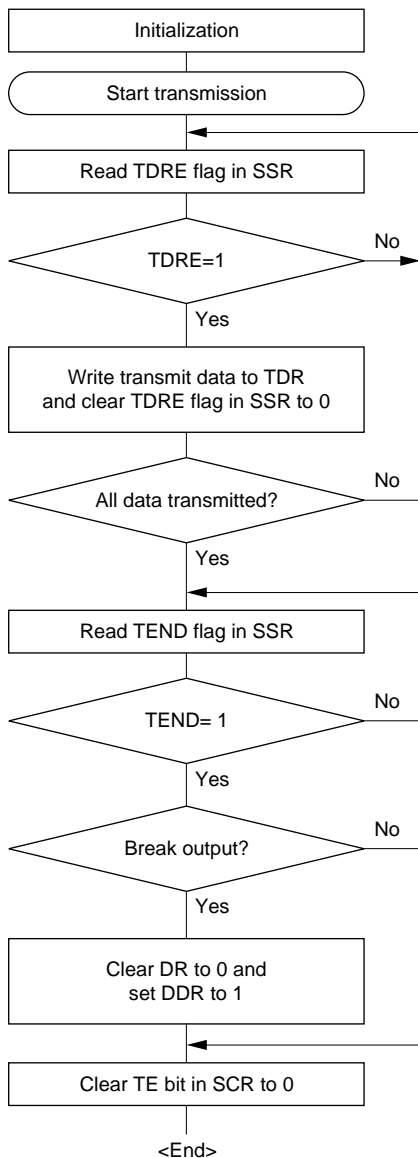 Initialization
Start transmission
Read TDRE flag in SSR
TDRE=1
No
Yes
Write transmit data to TDR
and clear TDRE flag in SSR to 0
All data transmitted?
No
Yes
Read TEND flag in SSR
TEND= 1
No
Yes
Break output?
No
Yes
Clear DR to 0 and
set DDR to 1
Clear TE bit in SCR to 0
<End>